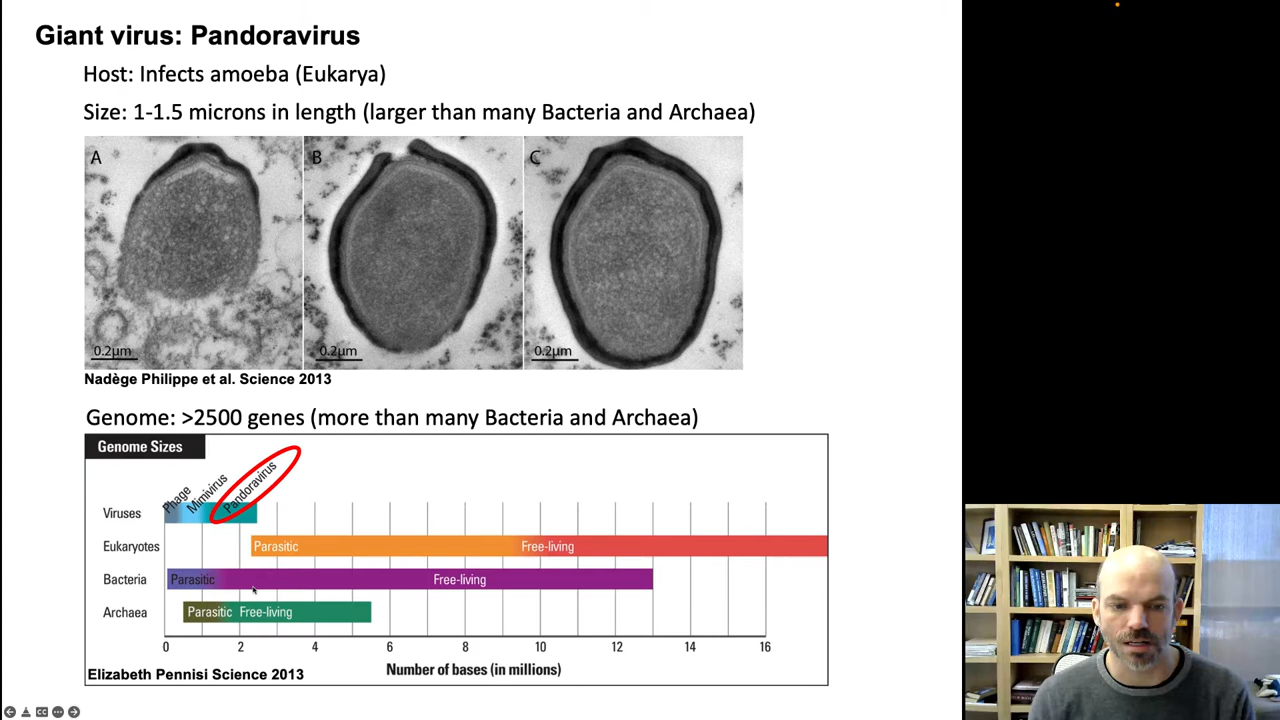 Giant virus: Pandoravirus
Host: Infects amoeba (Eukarya)
Size: 1-1.5 microns in length (larger than many Bacteria and Archaea)
A
B
C
0.2µm
0.2µm
0.2µm
Nadège Philippe et al. Science 2013
Genome: >2500 genes (more than many Bacteria and Archaea)
Genome Sizes
Phage
Mimivirus
Pandoravirus
Viruses
Eukaryotes
Parasitic
Free-living
Bacteria
Parasitic
Free-living
Archaea
Parasitic
Free-living
0 2 4 6 8 10 12 14 16
Number of bases (in millions)
Elizabeth Pennisi Science 2013